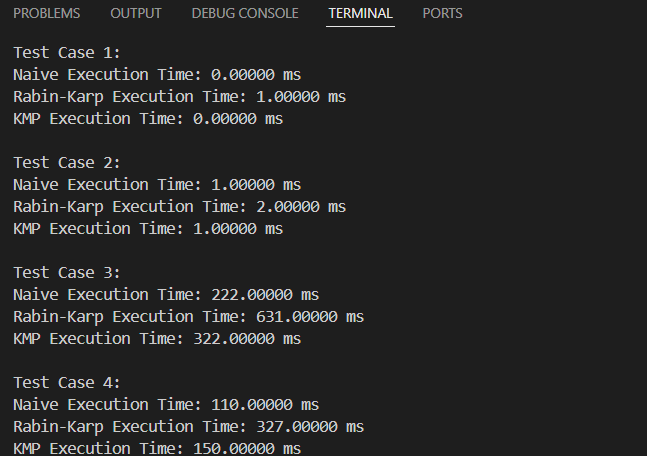 PROBLEMS OUTPUT DEBUG CONSOLE TERMINAL PORTS
Test Case 1:
Naive Execution Time: 0.00000 ms
Rabin-Karp Execution Time: 1.00000 ms
KMP Execution Time: 0.00000 ms
Test Case 2:
Naive Execution Time: 1.00000 ms
Rabin-Karp Execution Time: 2.00000 ms
KMP Execution Time: 1.00000 ms
Test Case 3:
Naive Execution Time: 222.00000 ms
Rabin-Karp Execution Time: 631.00000 ms
KMP Execution Time: 322.00000 ms
Test Case 4:
Naive Execution Time: 110.00000 ms
Rabin-Karp Execution Time: 327.00000 ms
KMP Execution Time: 150.00000 ms